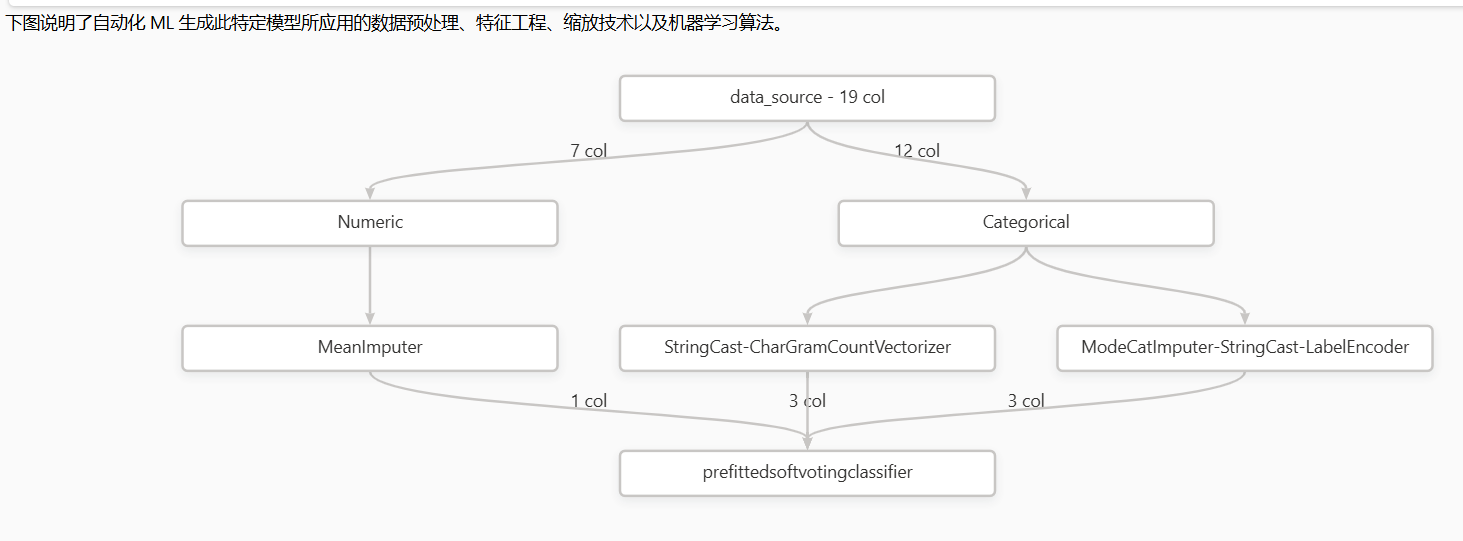 下图说明了自动化 ML 生成此特定模型所应用的数据预处理、特征工程、缩放技术以及机器学习算法。
data_source - 19 col
7 col
12 col
Numeric
Categorical
MeanImputer
StringCast-CharGramCountVectorizer
ModeCatImputer-StringCast-LabelEncoder
1 col
3 col
3 col
prefittedsoftvotingclassifier